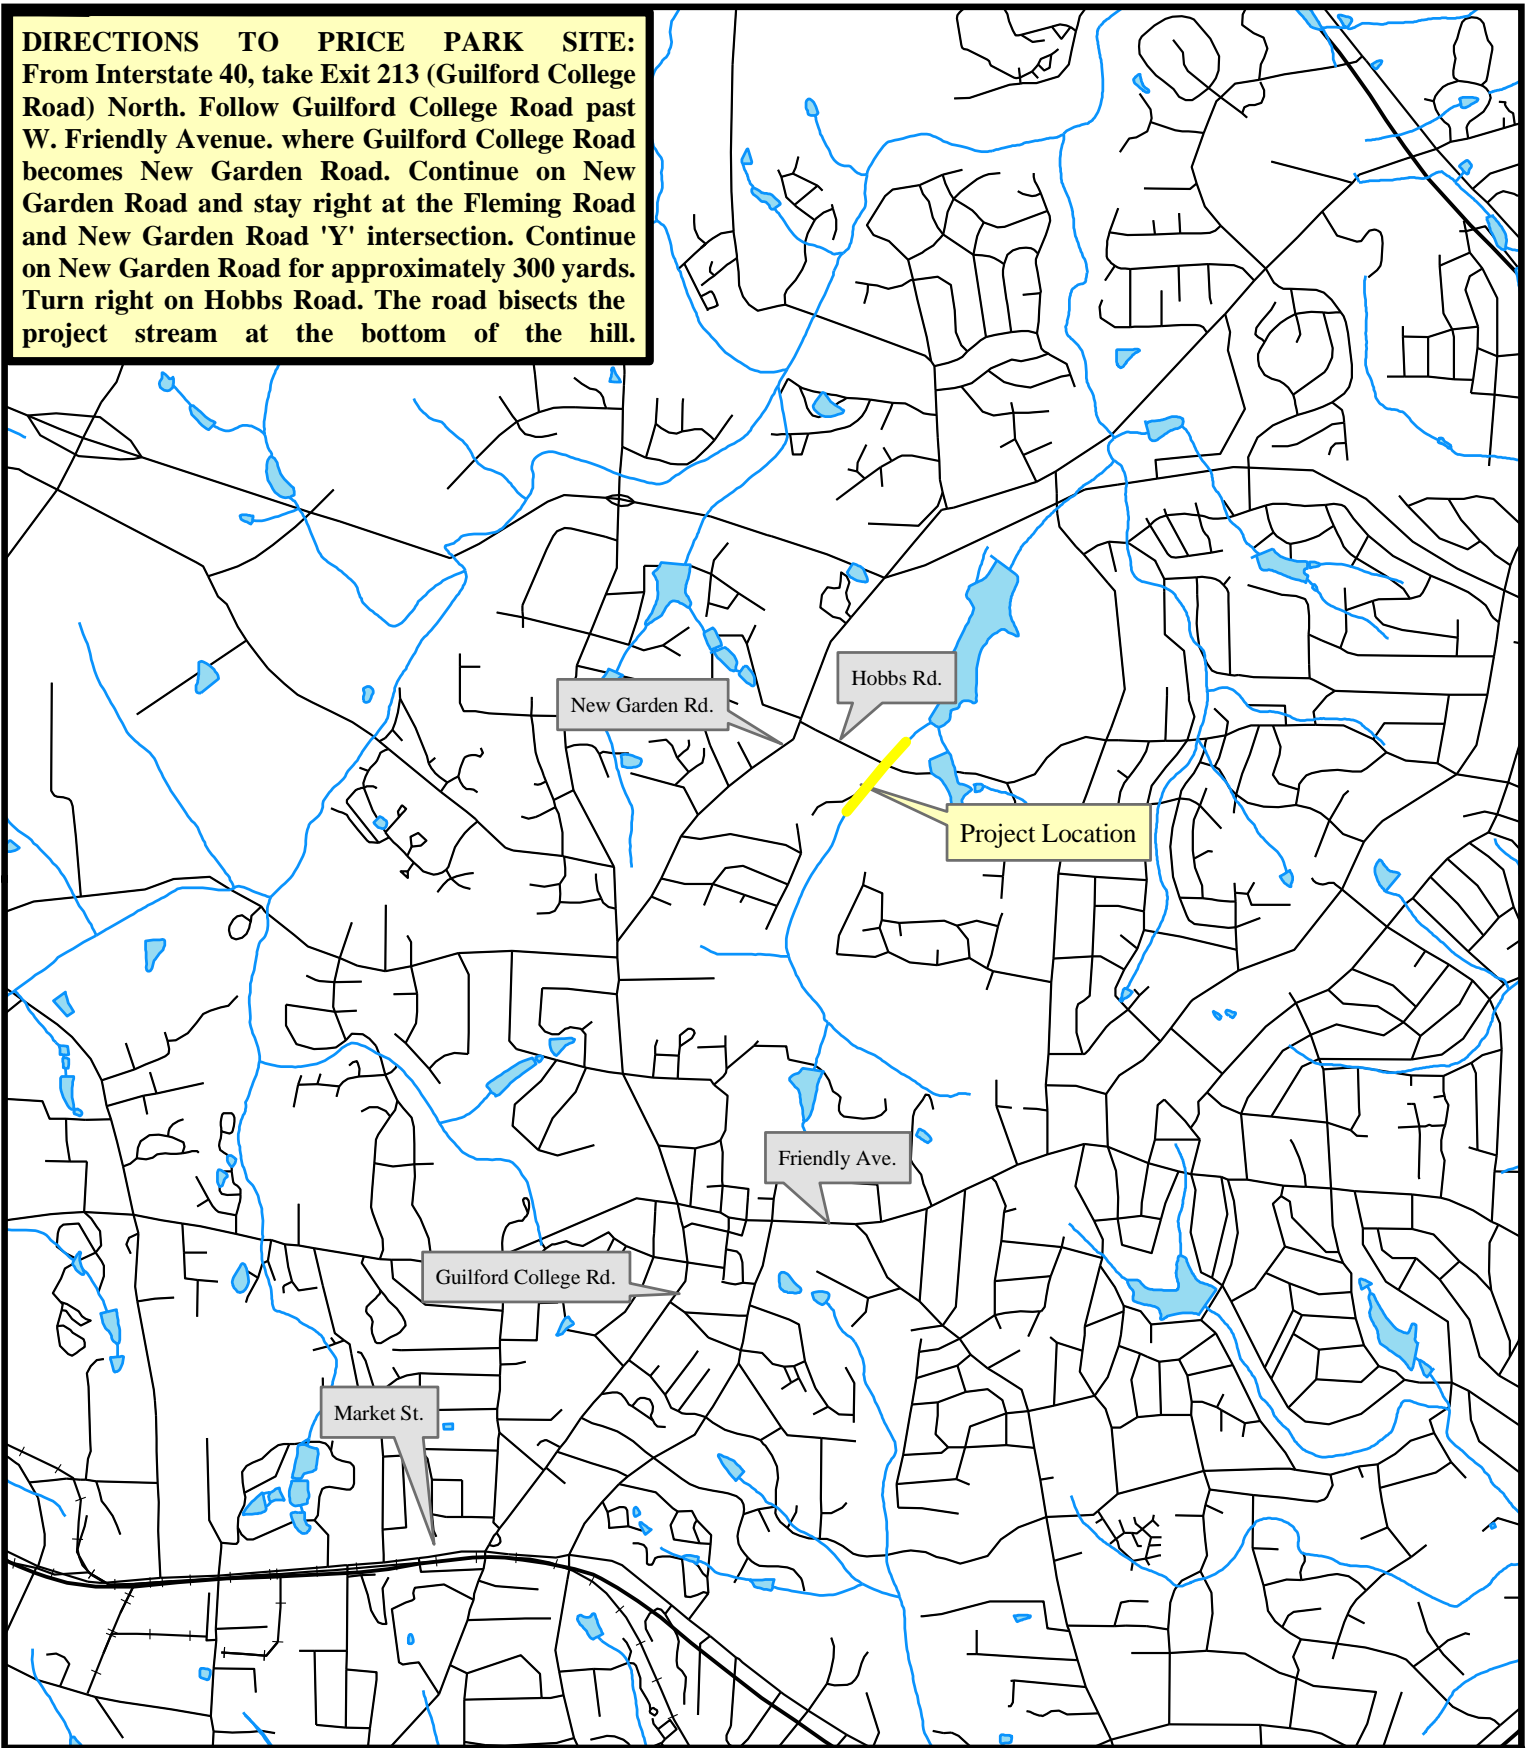 DIRECTIONS TO PRICE PARK SITE:
From Interstate 40, take Exit 213 (Guilford College
Road) North. Follow Guilford College Road past
W. Friendly Avenue. where Guilford College Road
becomes New Garden Road. Continue on New
Garden Road and stay right at the Fleming Road
and New Garden Road 'Y' intersection. Continue
on New Garden Road for approximately 300 yards.
Turn right on Hobbs Road. The road bisects the
project stream at the bottom of the hill.
Hobbs Rd.
New Garden Rd.
Project Location
Friendly Ave.
Guilford College Rd.
Market St.